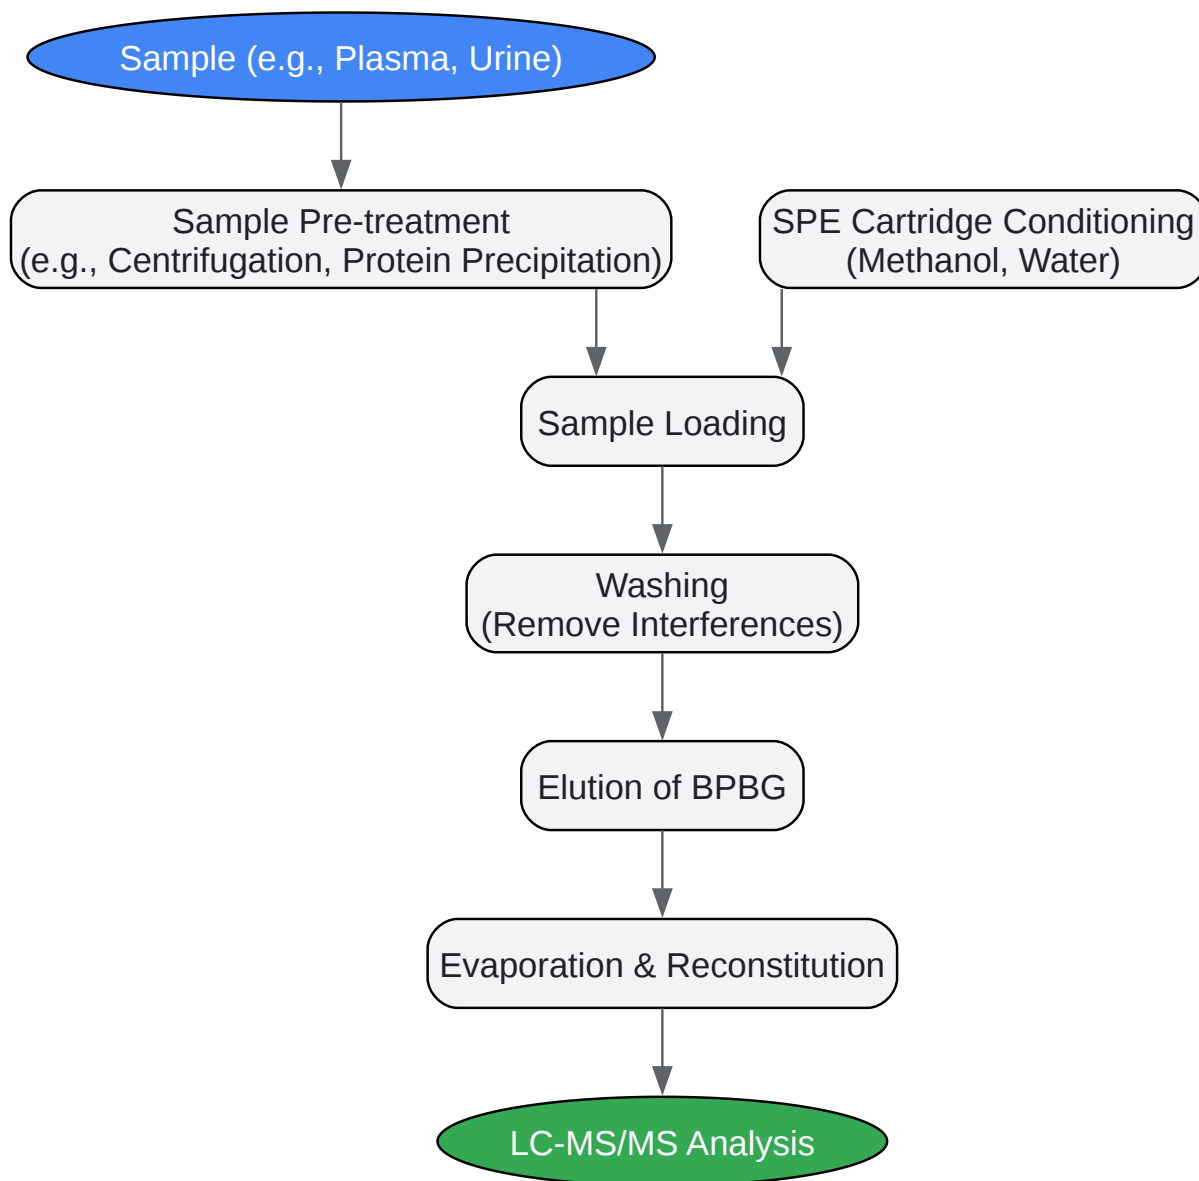 Sample (e.g., Plasma, Urine)
Sample Pre-treatment
(e.g., Centrifugation, Protein Precipitation)
SPE Cartridge Conditioning
(Methanol, Water)
Sample Loading
Washing
(Remove Interferences)
Elution of BPBG
Evaporation & Reconstitution
LC-MS/MS Analysis